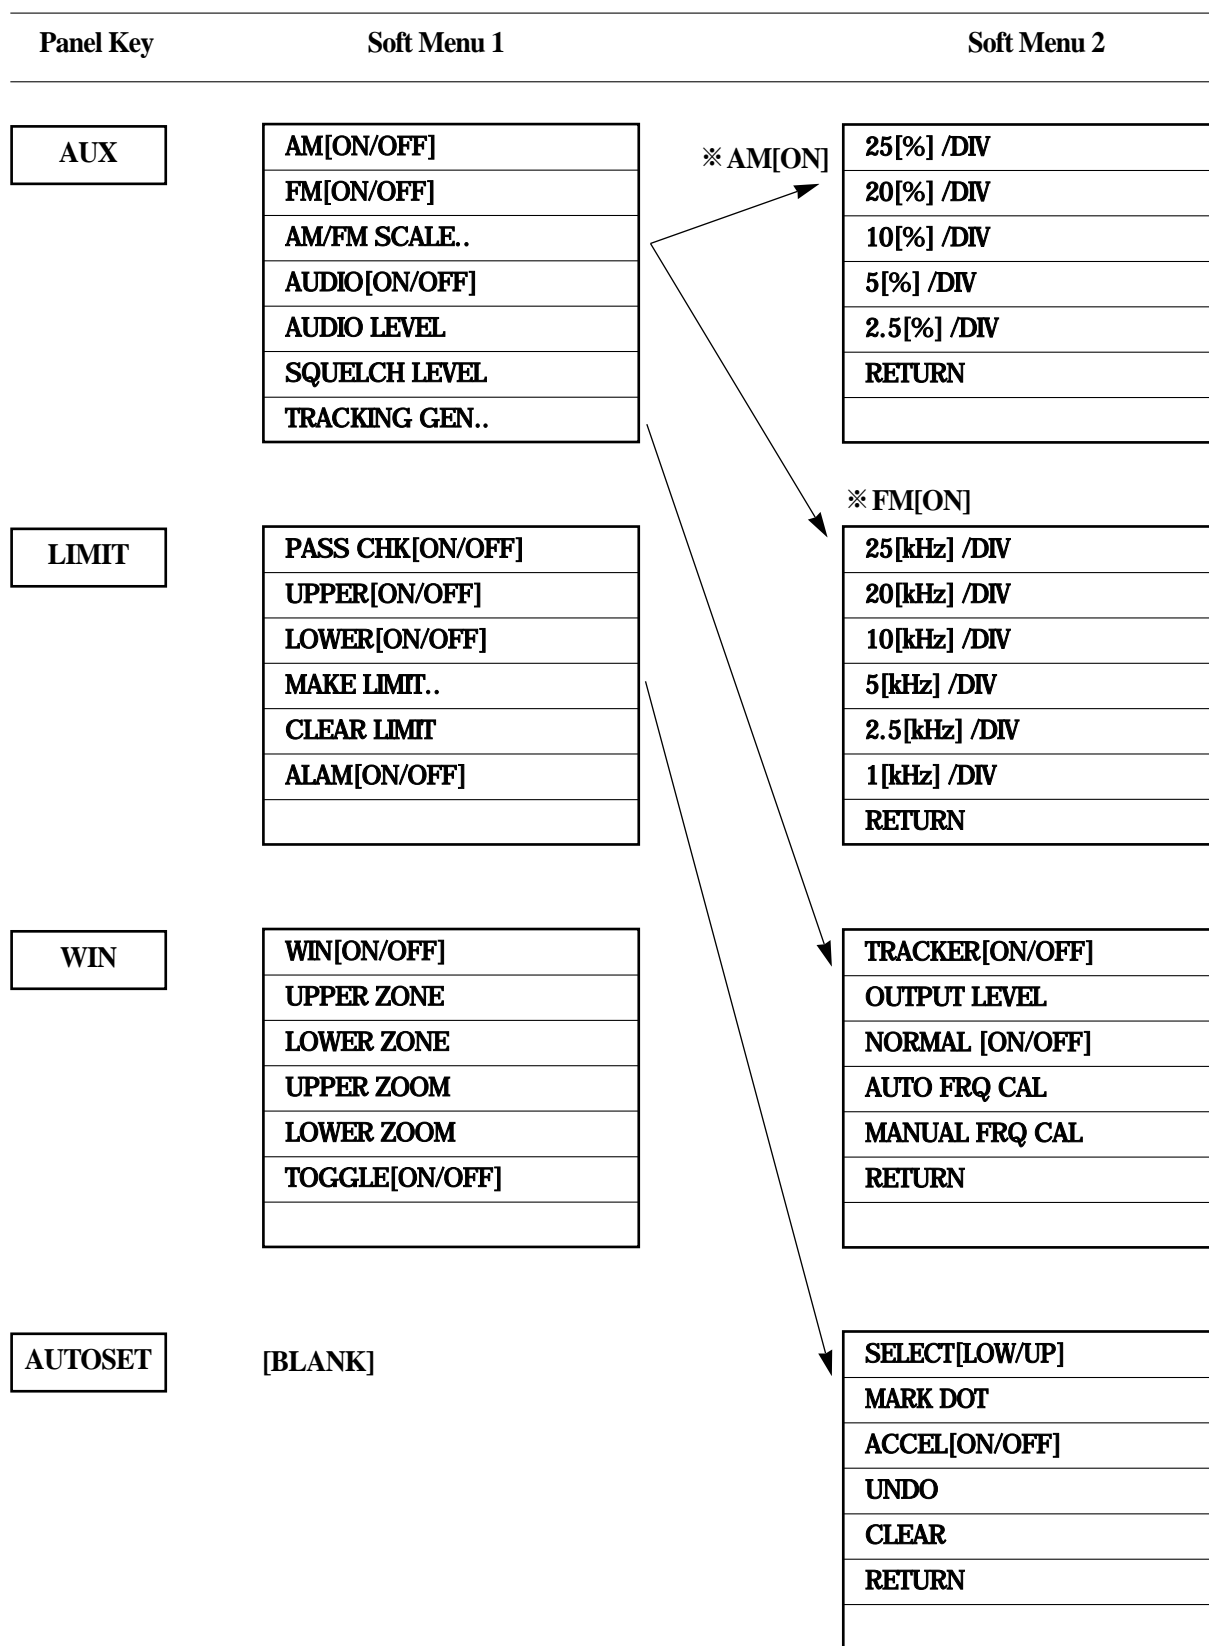 Panel Key
Soft Menu 1
Soft Menu 2
AUX
AM[ON/OFF]
FM[ON/OFF]
AM/FM SCALE..
AUDIO[ON/OFF]
AUDIO LEVEL
SQUELCH LEVEL
TRACKING GEN..
※ AM[ON]
25[%] /DIV
20[%] /DIV
10[%] /DIV
5[%] /DIV
2.5[%] /DIV
RETURN
LIMIT
PASS CHK[ON/OFF]
UPPER[ON/OFF]
LOWER[ON/OFF]
MAKE LIMIT..
CLEAR LIMIT
ALAM[ON/OFF]
※ FM[ON]
25[kHz] /DIV
20[kHz] /DIV
10[kHz] /DIV
5[kHz] /DIV
2.5[kHz] /DIV
1[kHz] /DIV
RETURN
WIN
WIN[ON/OFF]
UPPER ZONE
LOWER ZONE
UPPER ZOOM
LOWER ZOOM
TOGGLE[ON/OFF]
TRACKER[ON/OFF]
OUTPUT LEVEL
NORMAL [ON/OFF]
AUTO FRQ CAL
MANUAL FRQ CAL
RETURN
AUTOSET
[BLANK]
SELECT[LOW/UP]
MARK DOT
ACCEL[ON/OFF]
UNDO
CLEAR
RETURN